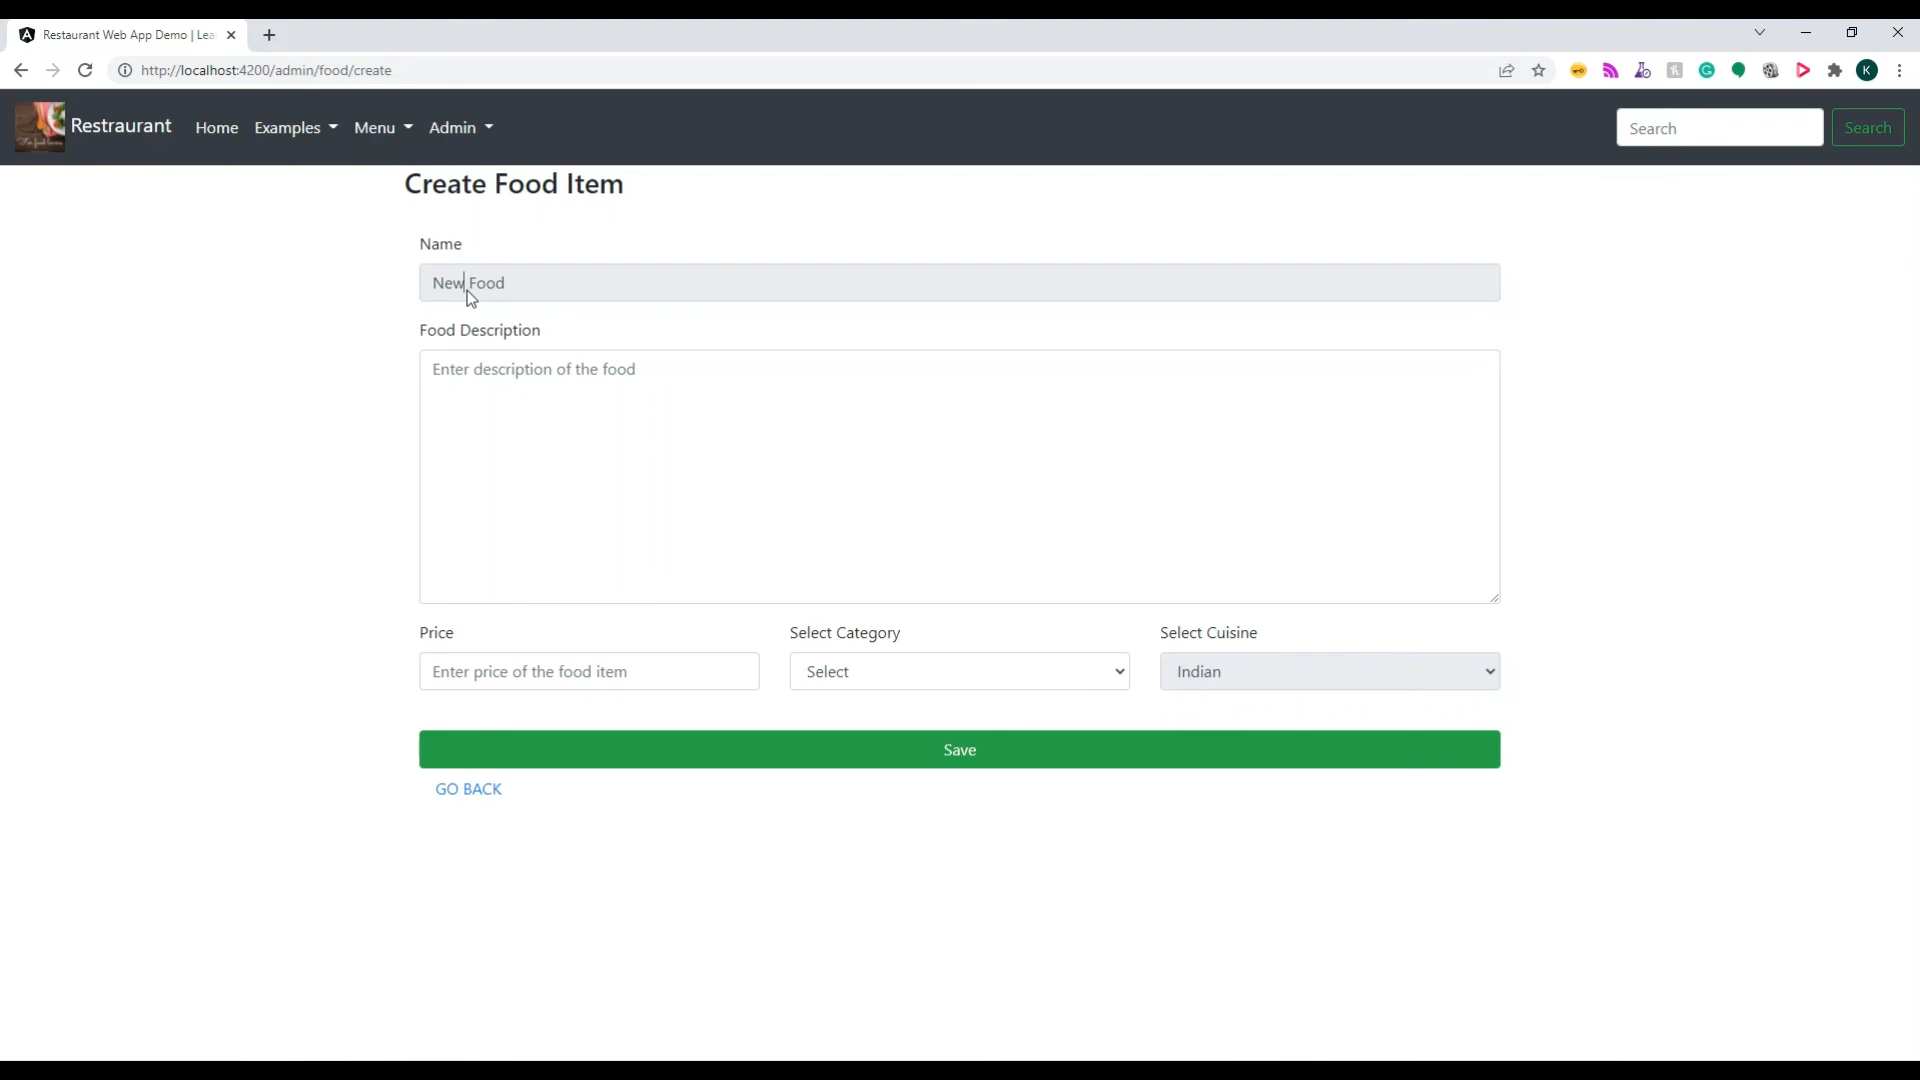 Restaurant Web App Demo | Lea
http://localhost:4200/admin/food/create
K
Restraurant
Home
Examples
Menu
Admin
Search
Search
Create Food Item
Name
New Food
Food Description
Enter description of the food
Price
Select Category
Select Cuisine
Enter price of the food item
Select
Indian
Save
GO BACK